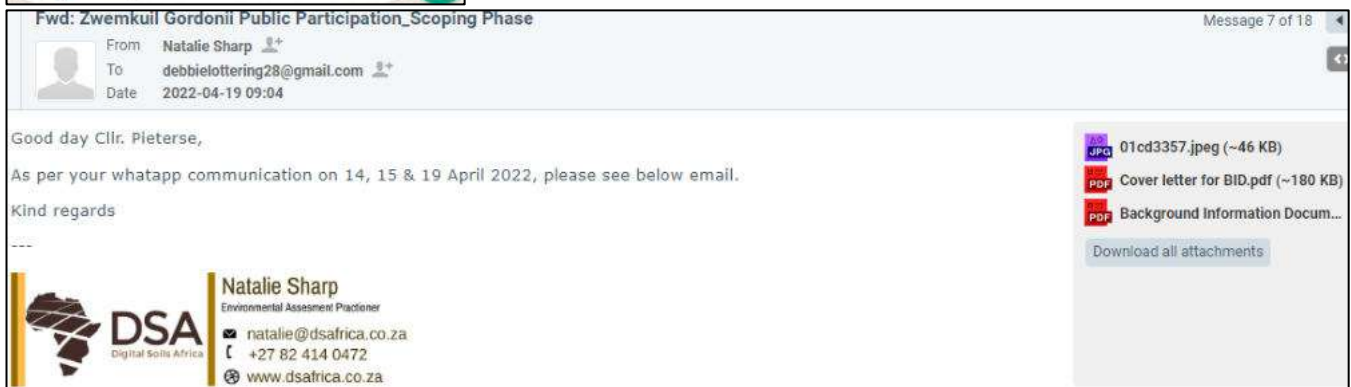 Fwd: Zwemkuil Gordonii Public Participation_Scoping Phase
Message 7 of 18
From Natalie Sharp
To debbielottering28@gmail.com
Date 2022-04-19 09:04
Good day Cllr. Pieterse,
As per your whatapp communication on 14, 15 & 19 April 2022, please see below email.
Kind regards
---
JPG 01cd3357.jpeg (~46 KB)
PDF Cover letter for BID.pdf (~180 KB)
PDF Background Information Docum...
Download all attachments
DSA
Digital Soils Africa
Natalie Sharp
Environmental Assesment Practioner
natalie@dsafrica.co.za
+27 82 414 0472
www.dsafrica.co.za